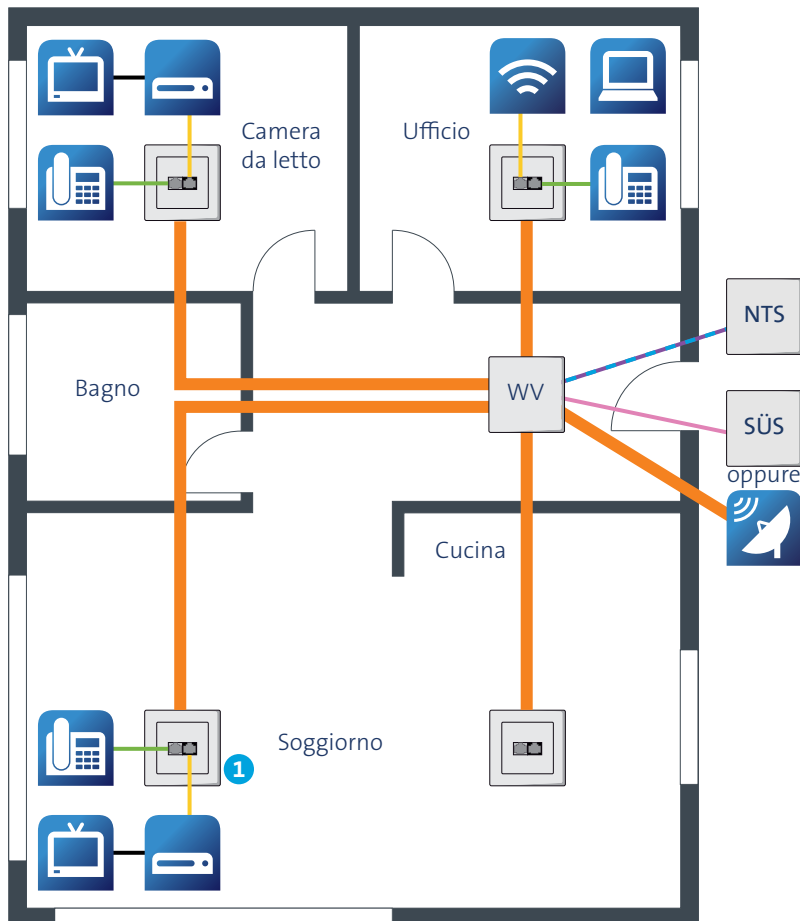 Camera
da letto
Ufficio
NTS
Bagno
WV
SÜS
oppure
Cucina
Soggiorno
1